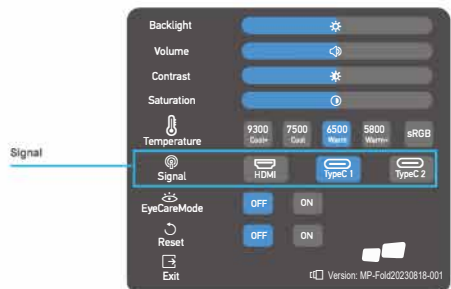 Backlight
Volume
Contrast
Saturation
Temperature
9300 Cool+
7500 Cool
6500 Warm
5800 Warm+
sRGB
Signal
Signal
HDMI
TypeC 1
TypeC 2
EyeCareMode
OFF
ON
Reset
OFF
ON
Exit
Version: MP-Fold20230818-001